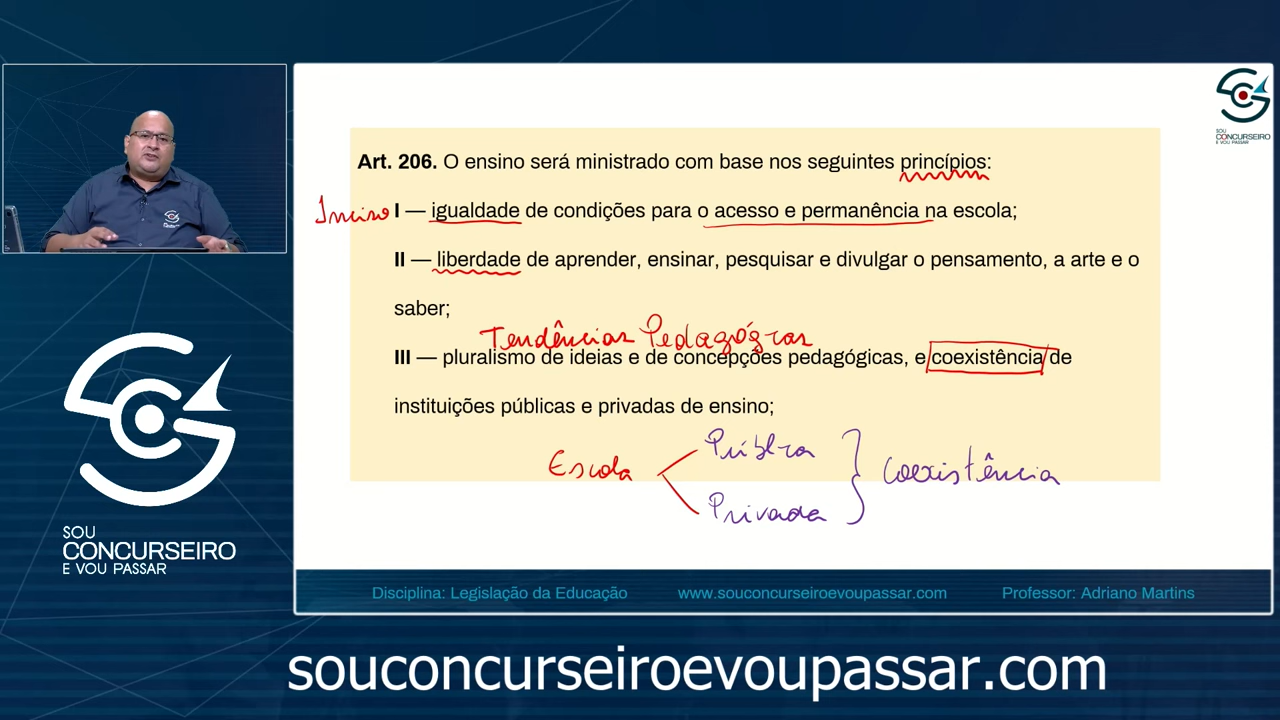 SOU
CONCURSEIRO
E VOU PASSAR
Art. 206. O ensino será ministrado com base nos seguintes princípios:
Inciso I — igualdade de condições para o acesso e permanência na escola;
II — liberdade de aprender, ensinar, pesquisar e divulgar o pensamento, a arte e o
saber;
Tendências Pedagógicas
III — pluralismo de ideias e de concepções pedagógicas, e coexistência de
instituições públicas e privadas de ensino;
Escola
Pública
Privada
Coexistência
SOU
CONCURSEIRO
E VOU PASSAR
Disciplina: Legislação da Educação www.souconcurseiroevoupassar.com Professor: Adriano Martins
souconcurseiroevoupassar.com